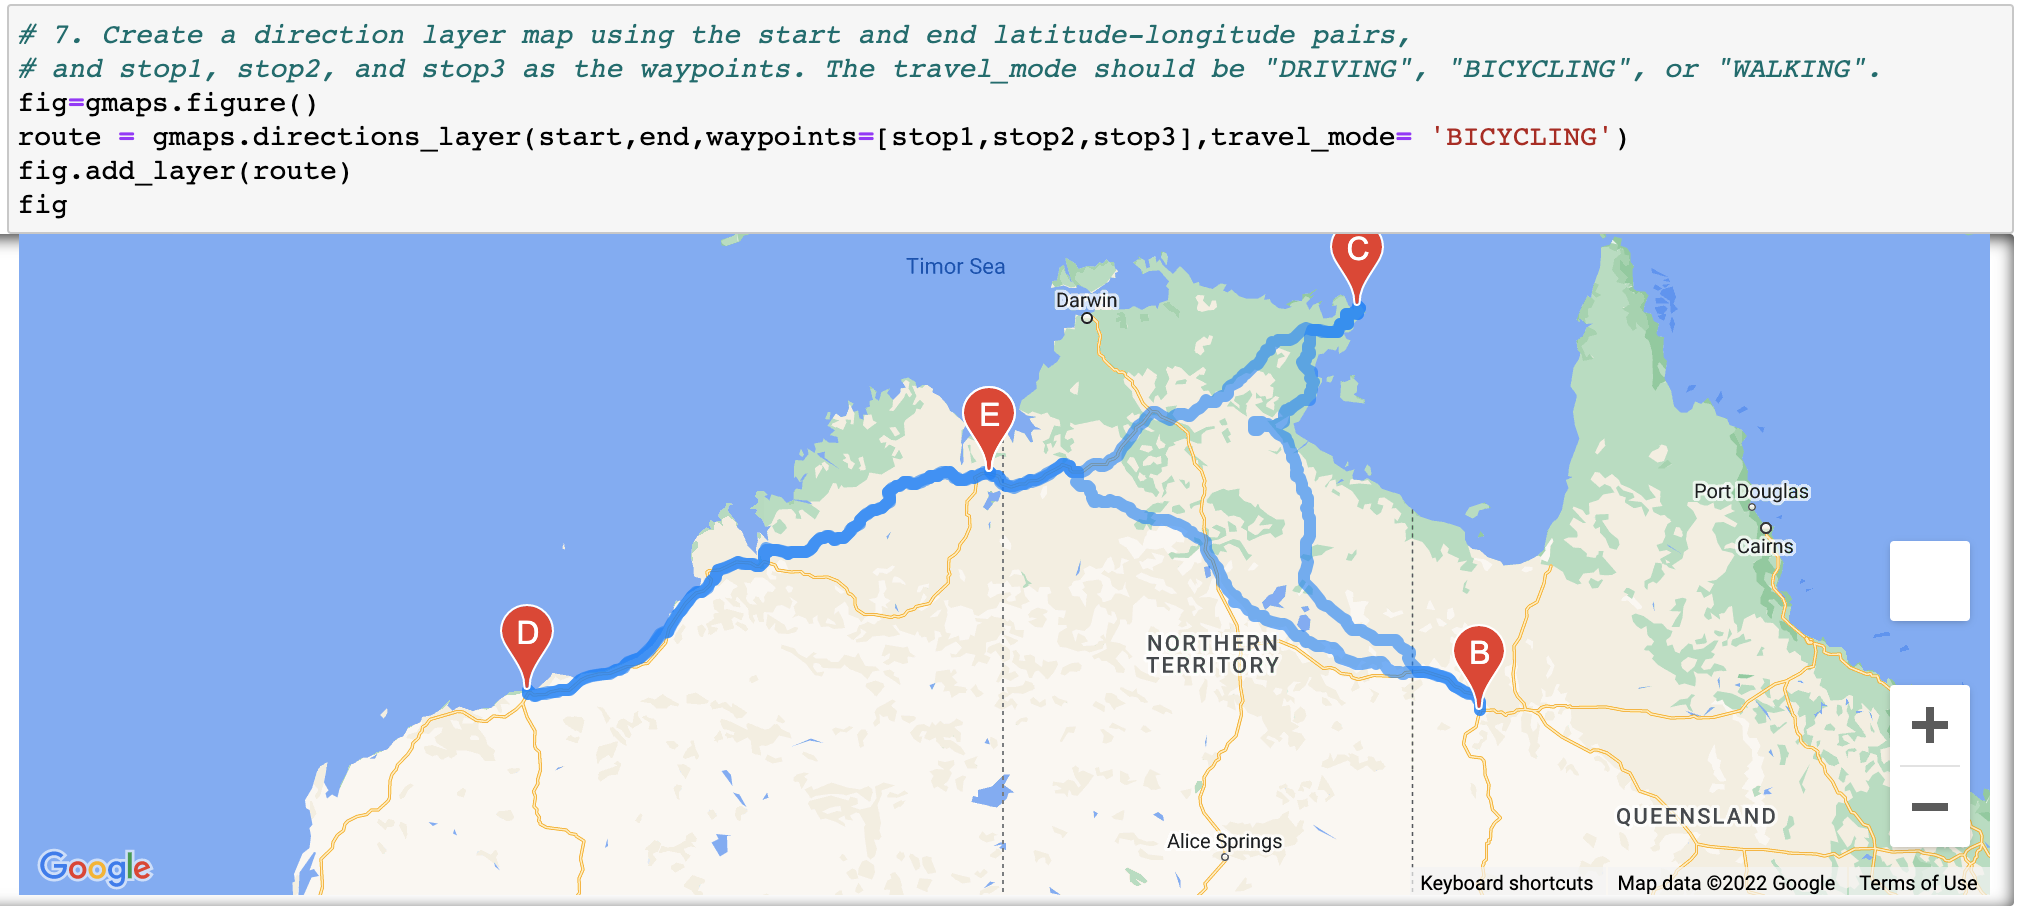 # 7. Create a direction layer map using the start and end latitude-longitude pairs,
# and stop1, stop2, and stop3 as the waypoints. The travel_mode should be "DRIVING", "BICYCLING", or "WALKING".
fig=gmaps.figure()
route = gmaps.directions_layer(start,end,waypoints=[stop1,stop2,stop3],travel_mode= 'BICYCLING')
fig.add_layer(route)
fig
C
Timor Sea
Darwin
E
Port Douglas
Cairns
D
NORTHERN
TERRITORY
B
+
−
QUEENSLAND
Alice Springs
Google
Keyboard shortcuts Map data ©2022 Google Terms of Use